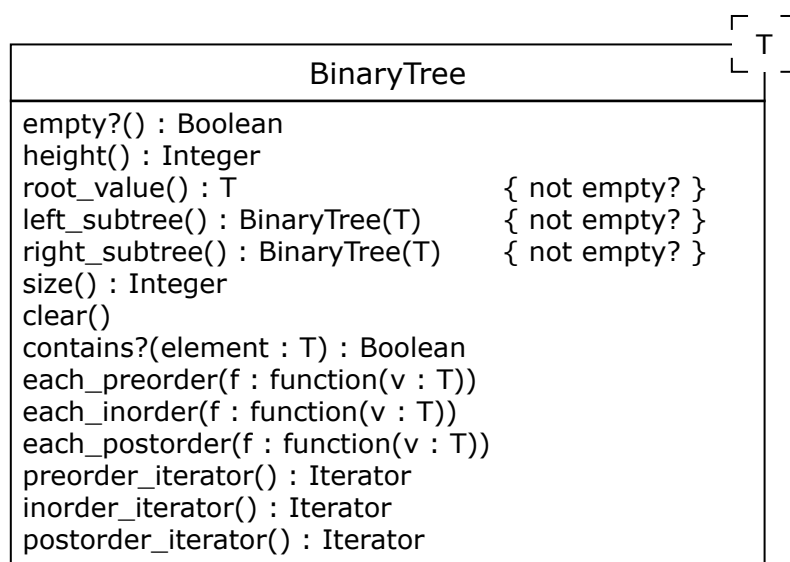 T
BinaryTree
empty?() : Boolean
height() : Integer
root_value() : T { not empty? }
left_subtree() : BinaryTree(T) { not empty? }
right_subtree() : BinaryTree(T) { not empty? }
size() : Integer
clear()
contains?(element : T) : Boolean
each_preorder(f : function(v : T))
each_inorder(f : function(v : T))
each_postorder(f : function(v : T))
preorder_iterator() : Iterator
inorder_iterator() : Iterator
postorder_iterator() : Iterator